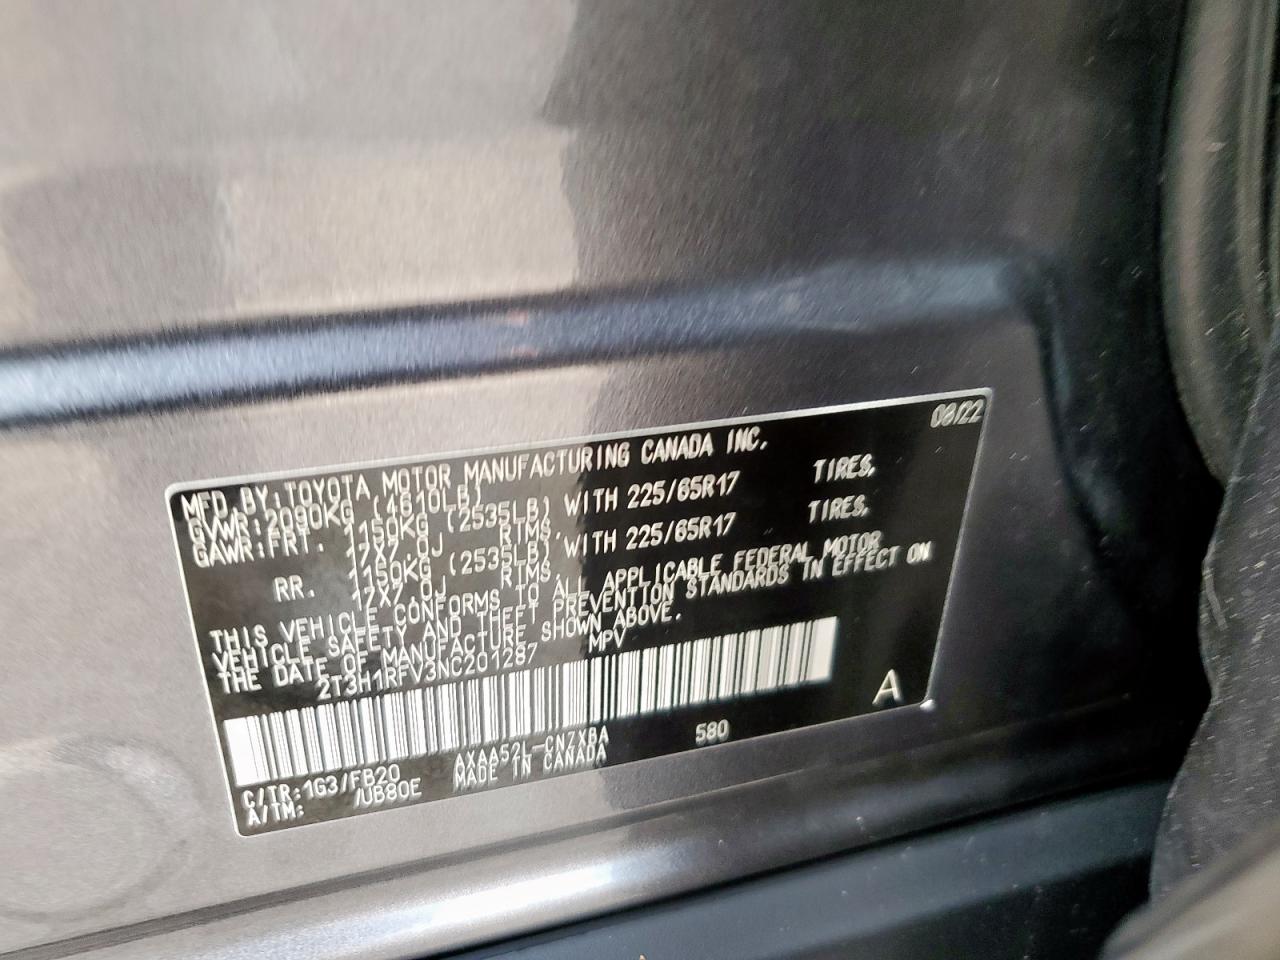 08/22
MFD.BY:TOYOTA MOTOR MANUFACTURING CANADA INC.
GVWR:2090KG (4610LB)
GAWR:FRT. 1150KG (2535LB) WITH 225/65R17 TIRES,
17X7.0J RIMS,
RR. 1150KG (2535LB) WITH 225/65R17 TIRES,
17X7.0J RIMS.
THIS VEHICLE CONFORMS TO ALL APPLICABLE FEDERAL MOTOR
VEHICLE SAFETY AND THEFT PREVENTION STANDARDS IN EFFECT ON
THE DATE OF MANUFACTURE SHOWN ABOVE.
2T3H1RFV3NC201287 MPV
A
C/TR:1G3/FB20 AXAA52L-CNZXBA 580
A/TM: /UB80E MADE IN CANADA